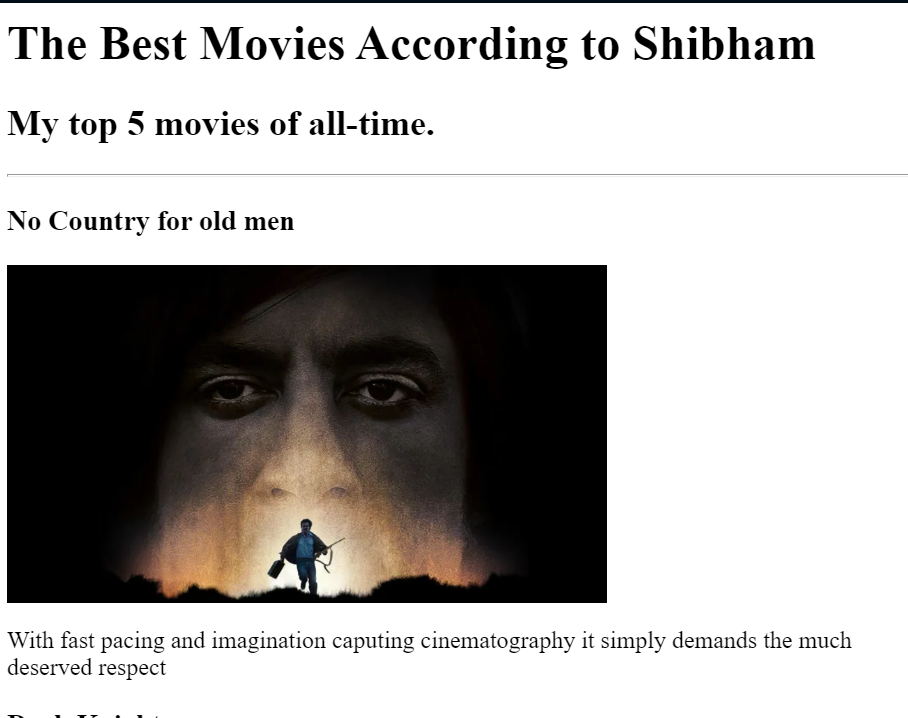 The Best Movies According to Shibham
My top 5 movies of all-time.
No Country for old men
With fast pacing and imagination caputing cinematography it simply demands the much
deserved respect